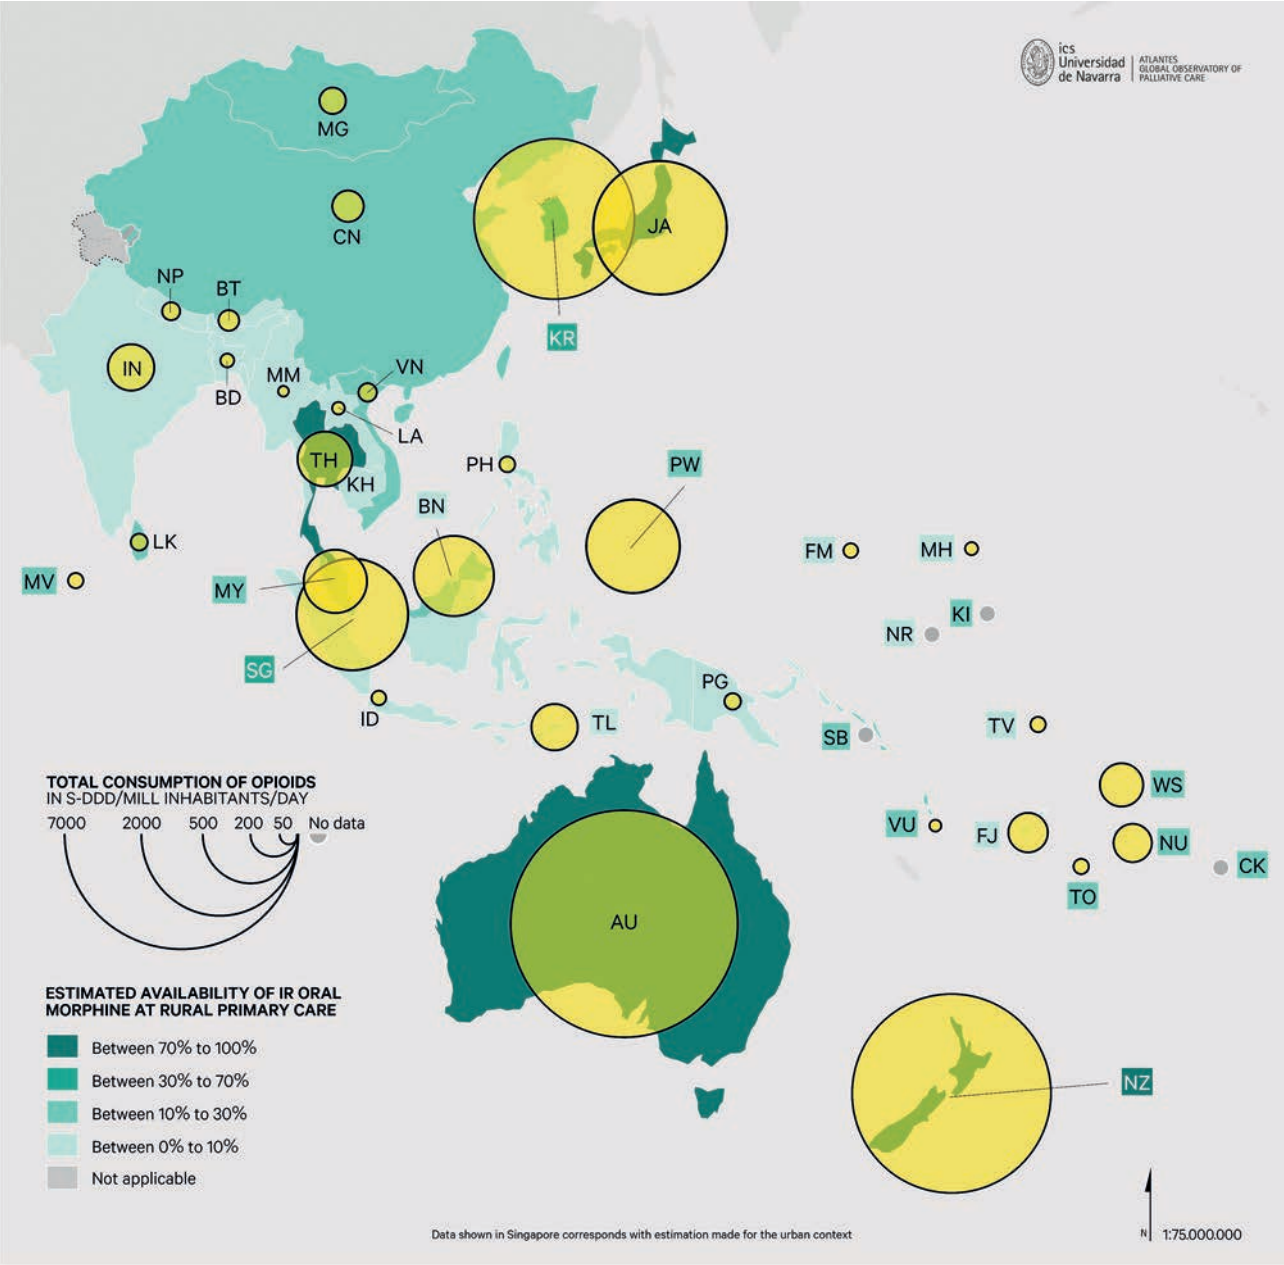 ics
Universidad
de Navarra
ATLANTES
GLOBAL OBSERVATORY OF
PALLIATIVE CARE
MG
CN
JA
KR
NP
BT
IN
BD
MM
VN
LA
TH
KH
PH
PW
BN
LK
MV
MY
SG
FM
MH
KI
NR
ID
TL
PG
SB
TV
WS
VU
FJ
NU
TO
CK
AU
NZ
TOTAL CONSUMPTION OF OPIOIDS
IN S-DDD/MILL INHABITANTS/DAY
7000 2000 500 200 50 No data
ESTIMATED AVAILABILITY OF IR ORAL
MORPHINE AT RURAL PRIMARY CARE
Between 70% to 100%
Between 30% to 70%
Between 10% to 30%
Between 0% to 10%
Not applicable
Data shown in Singapore corresponds with estimation made for the urban context
N 1:75.000.000